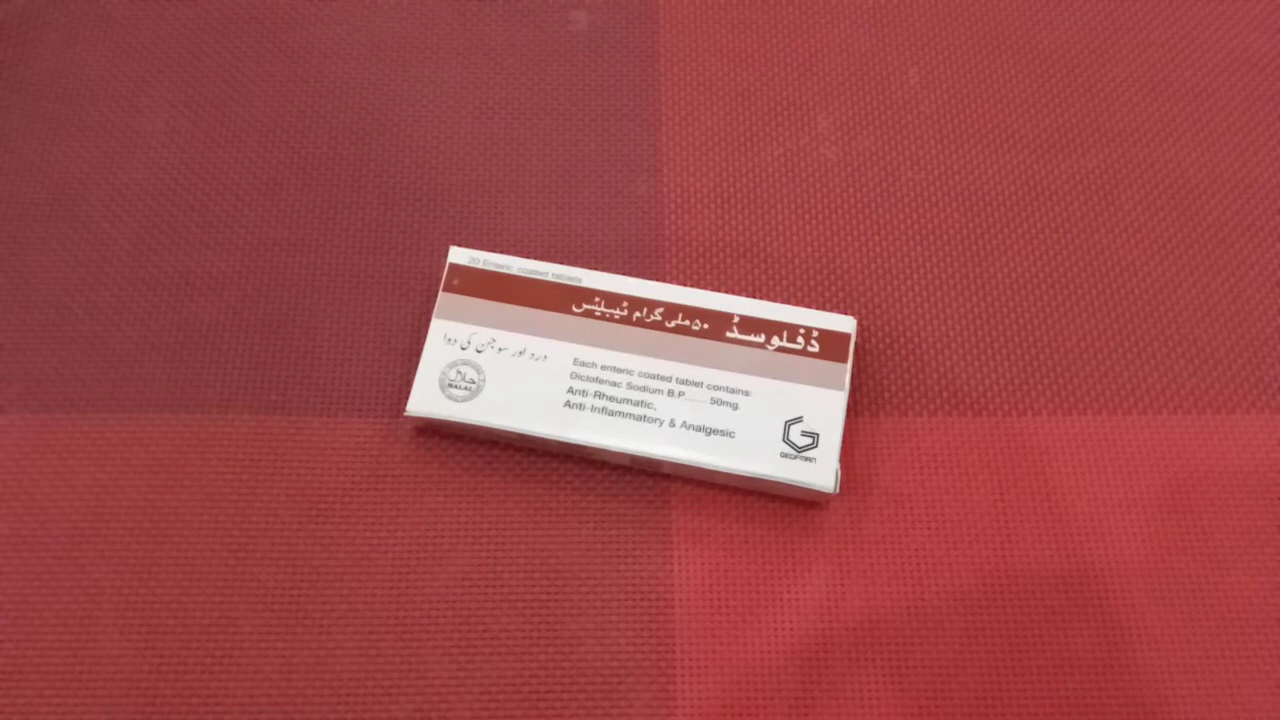 20 Enteric coated tablets
ڈفلوسڈ ۵۰ ملی گرام ٹیبلیٹس
درد اور سوجن کی دوا
Each enteric coated tablet contains:
Diclofenac Sodium B.P...... 50mg.
Anti-Rheumatic,
Anti-Inflammatory & Analgesic
حلال
HALAL
GEOFMAN